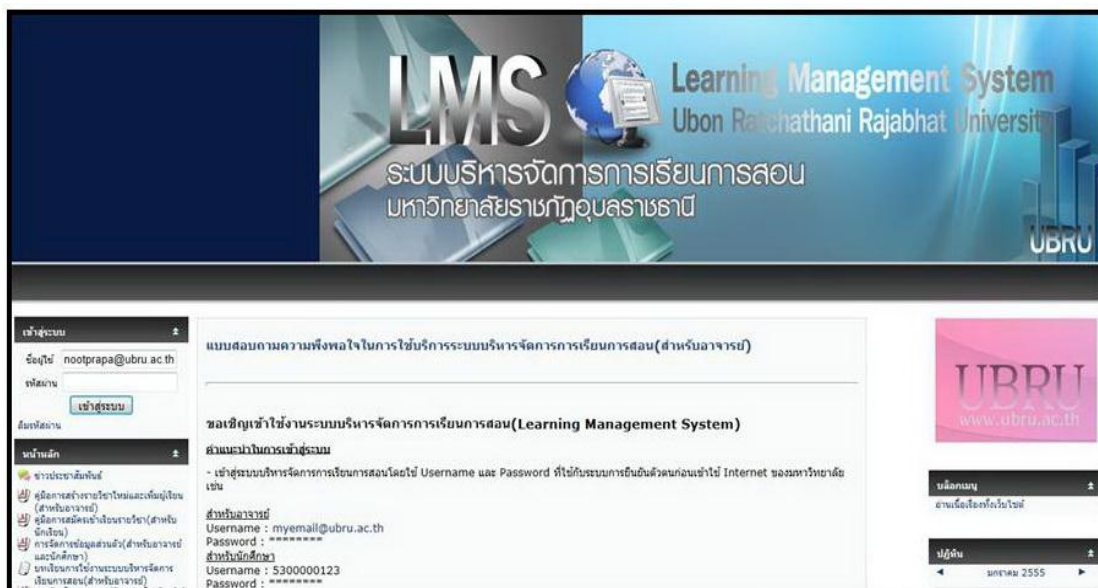 LMS
Learning Management System
Ubon Ratchathani Rajabhat University
ระบบบริหารจัดการการเรียนการสอน
มหาวิทยาลัยราชภัฏอุบลราชธานี
UBRU
เข้าสู่ระบบ
ชื่อผู้ใช้ nootprapa@ubru.ac.th
รหัสผ่าน
เข้าสู่ระบบ
ลืมรหัสผ่าน
หน้าหลัก
ข่าวประชาสัมพันธ์
คู่มือการสร้างรายวิชาใหม่และเพิ่มผู้เรียน
(สำหรับอาจารย์)
คู่มือการสมัครเข้าเรียนรายวิชา(สำหรับ
นักเรียน)
การจัดการข้อมูลส่วนตัว(สำหรับอาจารย์
และนักศึกษา)
บทเรียนการใช้งานระบบบริหารจัดการ
เรียนการสอน(สำหรับอาจารย์)
แบบสอบถามความพึงพอใจในการใช้บริการระบบบริหารจัดการการเรียนการสอน(สำหรับอาจารย์)
ขอเชิญเข้าใช้งานระบบบริหารจัดการการเรียนการสอน(Learning Management System)
คำแนะนำในการเข้าสู่ระบบ
- เข้าสู่ระบบบริหารจัดการการเรียนการสอนโดยใช้ Username และ Password ที่ใช้กับระบบการยืนยันตัวตนก่อนเข้าใช้ Internet ของมหาวิทยาลัย
เช่น
สำหรับอาจารย์
Username : myemail@ubru.ac.th
Password : ********
สำหรับนักศึกษา
Username : 5300000123
Password : ********
UBRU
www.ubru.ac.th
บล็อกเมนู
อ่านเนื้อเรื่องทั้งเว็บไซต์
ปฏิทิน
มกราคม 2555